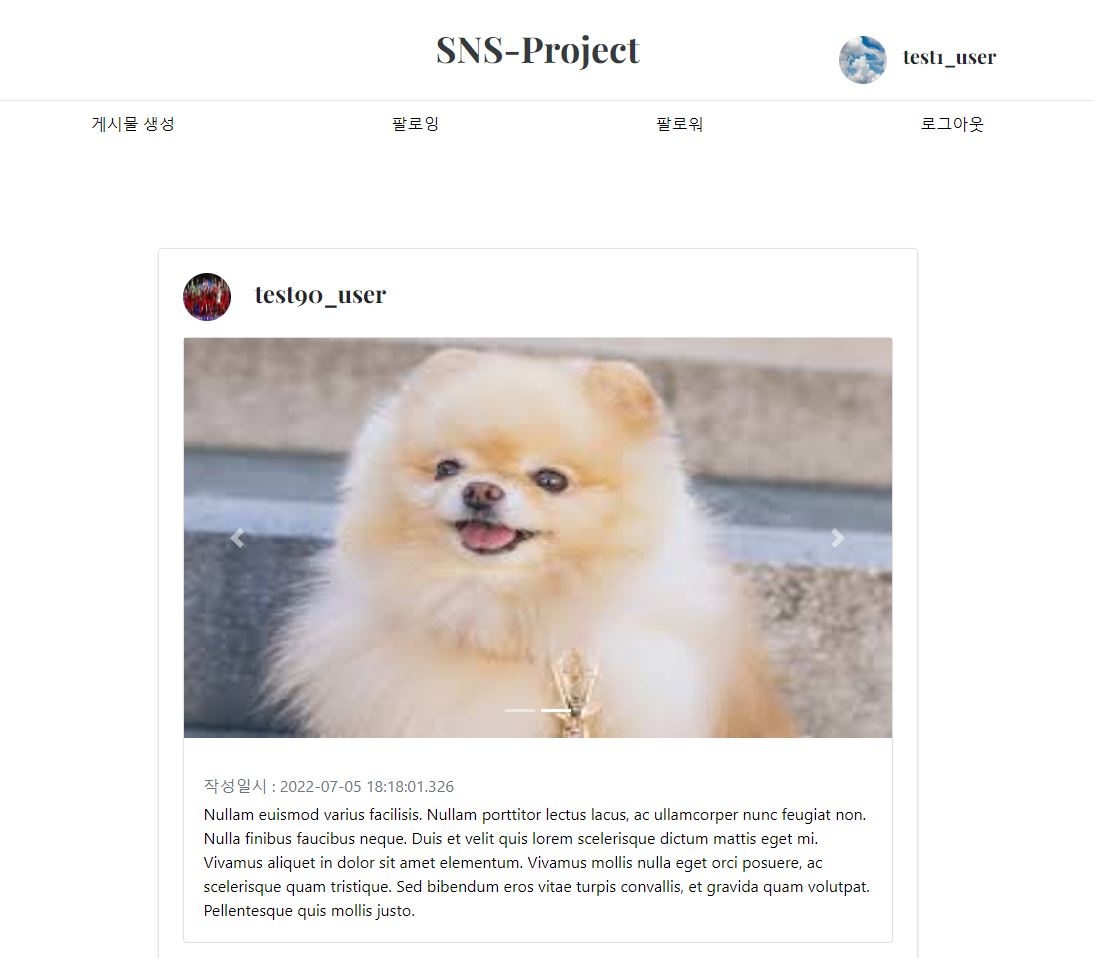 SNS-Project
test1_user
게시물 생성
팔로잉
팔로워
로그아웃
test90_user
작성일시 : 2022-07-05 18:18:01.326
Nullam euismod varius facilisis. Nullam porttitor lectus lacus, ac ullamcorper nunc feugiat non.
Nulla finibus faucibus neque. Duis et velit quis lorem scelerisque dictum mattis eget mi.
Vivamus aliquet in dolor sit amet elementum. Vivamus mollis nulla eget orci posuere, ac
scelerisque quam tristique. Sed bibendum eros vitae turpis convallis, et gravida quam volutpat.
Pellentesque quis mollis justo.